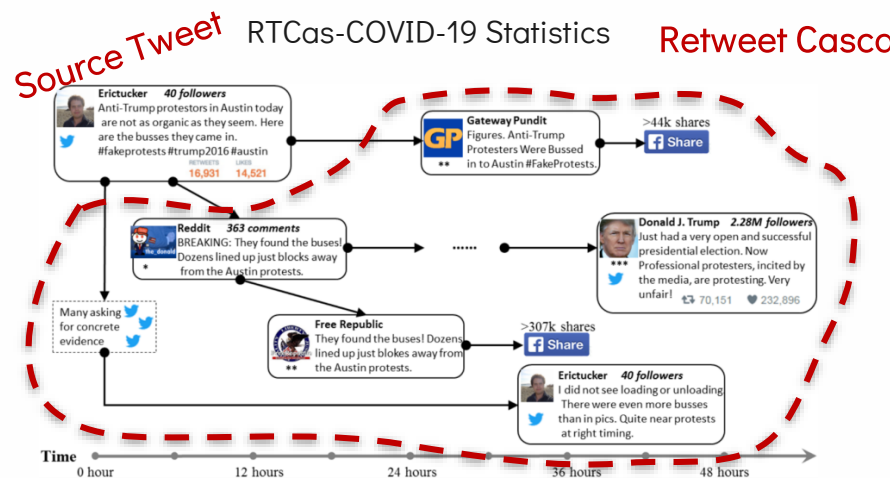 Source Tweet
RTCas-COVID-19 Statistics
Retweet Casca
Erictucker 40 followers
Anti-Trump protestors in Austin today
are not as organic as they seem. Here
are the busses they came in.
#fakeprotests #trump2016 #austin
RETWEETS LIKES
16,931 14,521
GP
**
Gateway Pundit
Figures. Anti-Trump
Protesters Were Bussed
in to Austin #FakeProtests.
>44k shares
f Share
the_donald
*
Reddit 363 comments
BREAKING: They found the buses!
Dozens lined up just blocks away
from the Austin protests.
......
***
Donald J. Trump 2.28M followers
Just had a very open and successful
presidential election. Now
Professional protesters, incited by
the media, are protesting. Very
unfair! 70,151 232,896
Many asking
for concrete
evidence
**
Free Republic
They found the buses! Dozens
lined up just blokes away from
the Austin protests.
>307k shares
f Share
Erictucker 40 followers
I did not see loading or unloading
There were even more busses
than in pics. Quite near protests
at right timing.
Time
0 hour 12 hours 24 hours 36 hours 48 hours